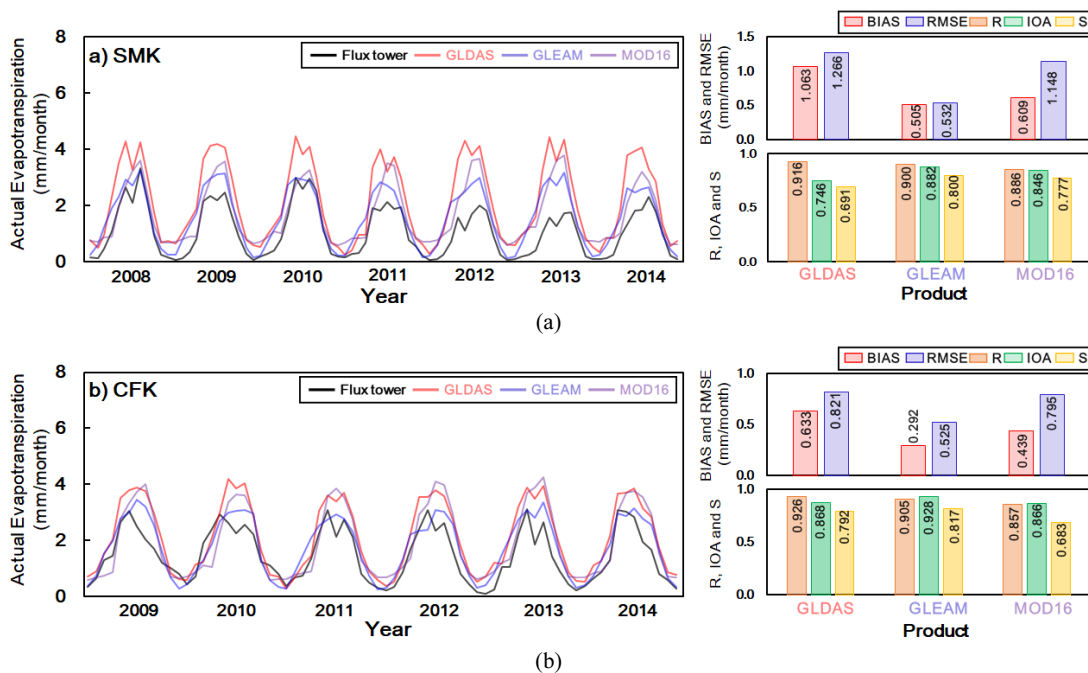 a) SMK
Flux tower GLDAS GLEAM MOD16
Actual Evapotranspiration
(mm/month)
8
6
4
2
0
2008 2009 2010 2011 2012 2013 2014
Year
BIAS RMSE R IOA S
BIAS and RMSE
(mm/month)
1.5
1.0
0.5
0.0
1.063 1.266 0.505 0.532 0.609 1.148
R, IOA and S
1.0
0.5
0.0
0.916 0.746 0.691 0.900 0.882 0.800 0.886 0.846 0.777
GLDAS GLEAM MOD16
Product
(a)
b) CFK
Flux tower GLDAS GLEAM MOD16
Actual Evapotranspiration
(mm/month)
8
6
4
2
0
2009 2010 2011 2012 2013 2014
Year
BIAS RMSE R IOA S
BIAS and RMSE
(mm/month)
1.0
0.5
0.0
0.633 0.821 0.292 0.525 0.439 0.795
R, IOA and S
1.0
0.5
0.0
0.926 0.868 0.792 0.905 0.928 0.817 0.857 0.866 0.683
GLDAS GLEAM MOD16
Product
(b)